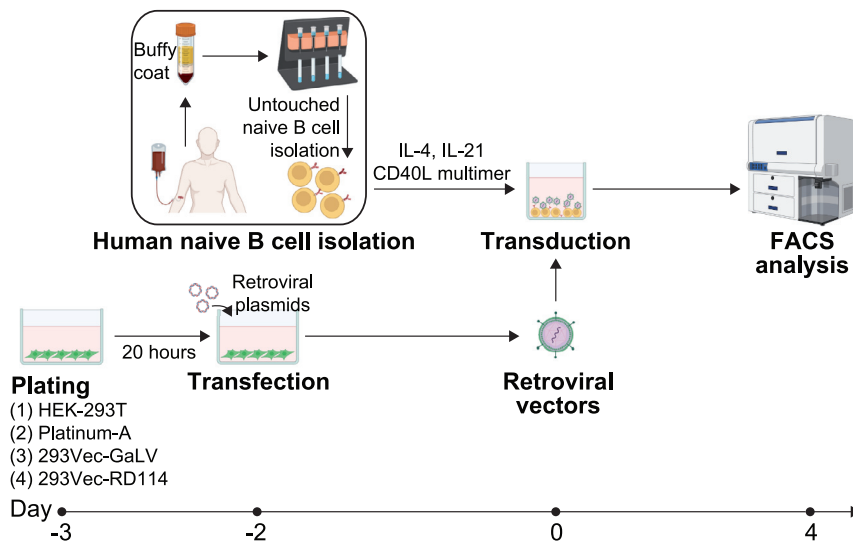 Buffy
coat
Untouched
naive B cell
isolation
Human naive B cell isolation
IL-4, IL-21
CD40L multimer
Transduction
FACS
analysis
Retroviral
plasmids
20 hours
Plating
(1) HEK-293T
(2) Platinum-A
(3) 293Vec-GaLV
(4) 293Vec-RD114
Transfection
Retroviral
vectors
Day
-3 -2 0 4